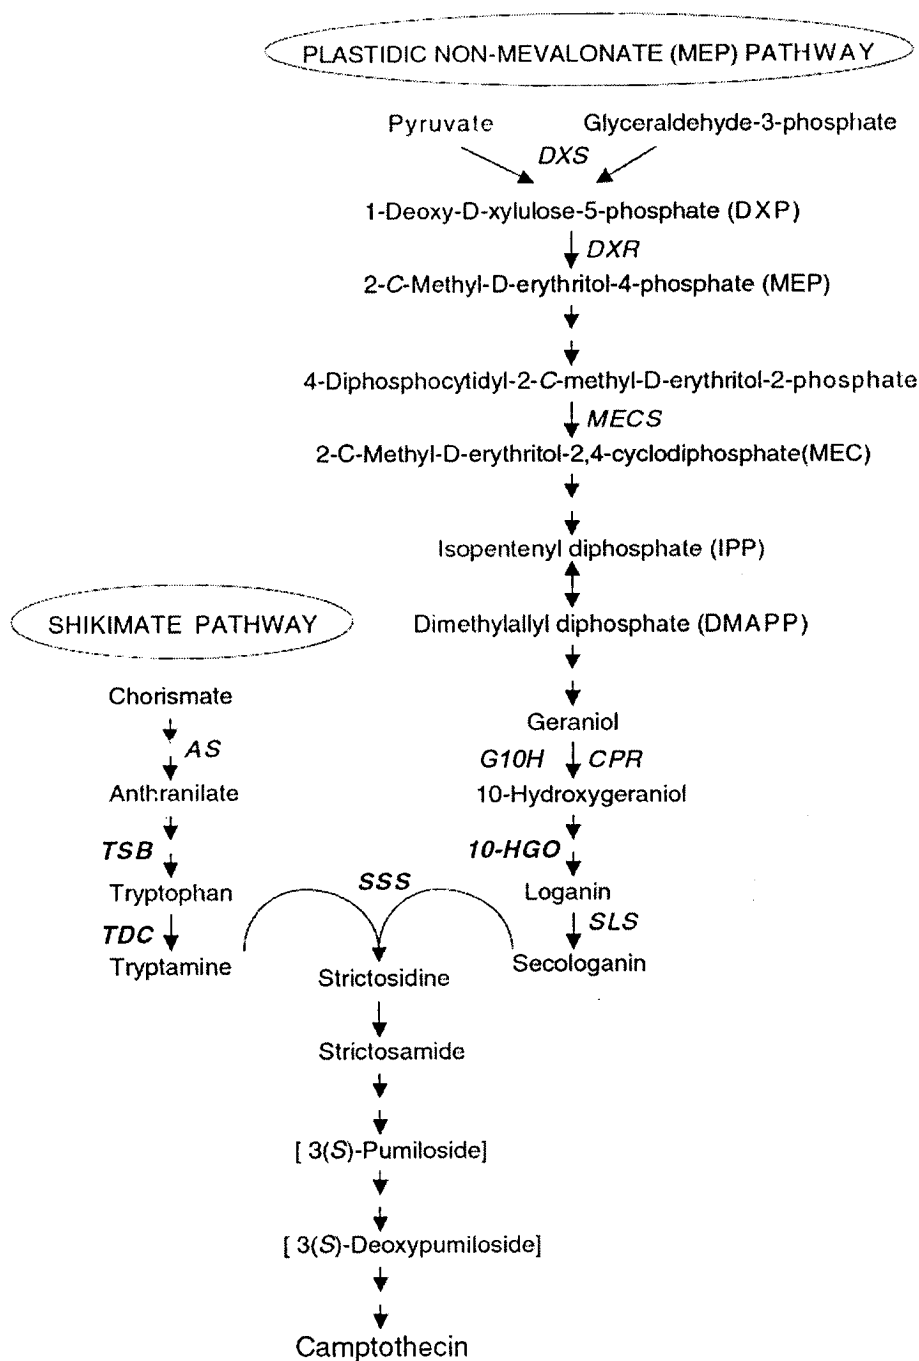 PLASTIDIC NON-MEVALONATE (MEP) PATHWAY
Pyruvate Glyceraldehyde-3-phosphate
DXS
1-Deoxy-D-xylulose-5-phosphate (DXP)
DXR
2-C-Methyl-D-erythritol-4-phosphate (MEP)
4-Diphosphocytidyl-2-C-methyl-D-erythritol-2-phosphate
MECS
2-C-Methyl-D-erythritol-2,4-cyclodiphosphate(MEC)
Isopentenyl diphosphate (IPP)
Dimethylallyl diphosphate (DMAPP)
Geraniol
G10H CPR
10-Hydroxygeraniol
10-HGO
Loganin
SLS
Secologanin
SHIKIMATE PATHWAY
Chorismate
AS
Anthranilate
TSB
Tryptophan
TDC
Tryptamine
SSS
Strictosidine
Strictosamide
[ 3(S)-Pumiloside]
[ 3(S)-Deoxypumiloside]
Camptothecin